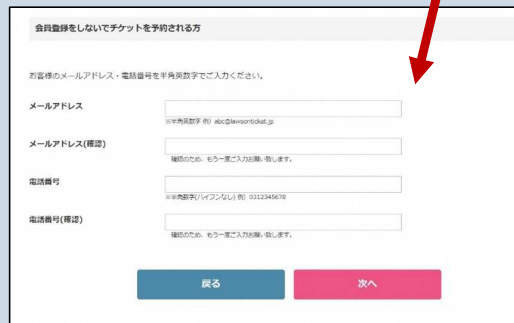 会員登録をしないでチケットを予約される方
お客様のメールアドレス・電話番号を半角英数字でご入力ください。
メールアドレス
※半角英数字 例）abc@lawsonticket.jp
メールアドレス(確認)
確認のため、もう一度ご入力お願い致します。
電話番号
※半角数字(ハイフンなし) 例）0312345678
電話番号(確認)
確認のため、もう一度ご入力お願い致します。
戻る
次へ